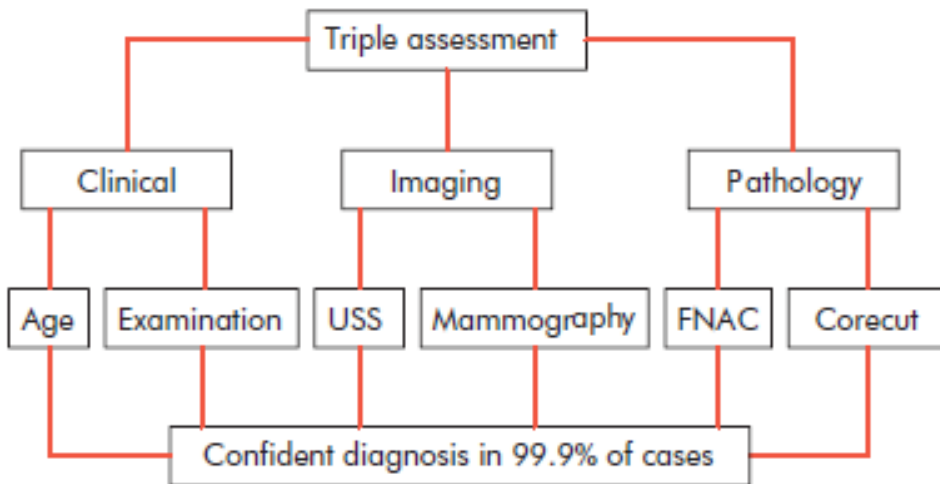 Triple assessment
Clinical
Imaging
Pathology
Age
Examination
USS
Mammography
FNAC
Corecut
Confident diagnosis in 99.9% of cases